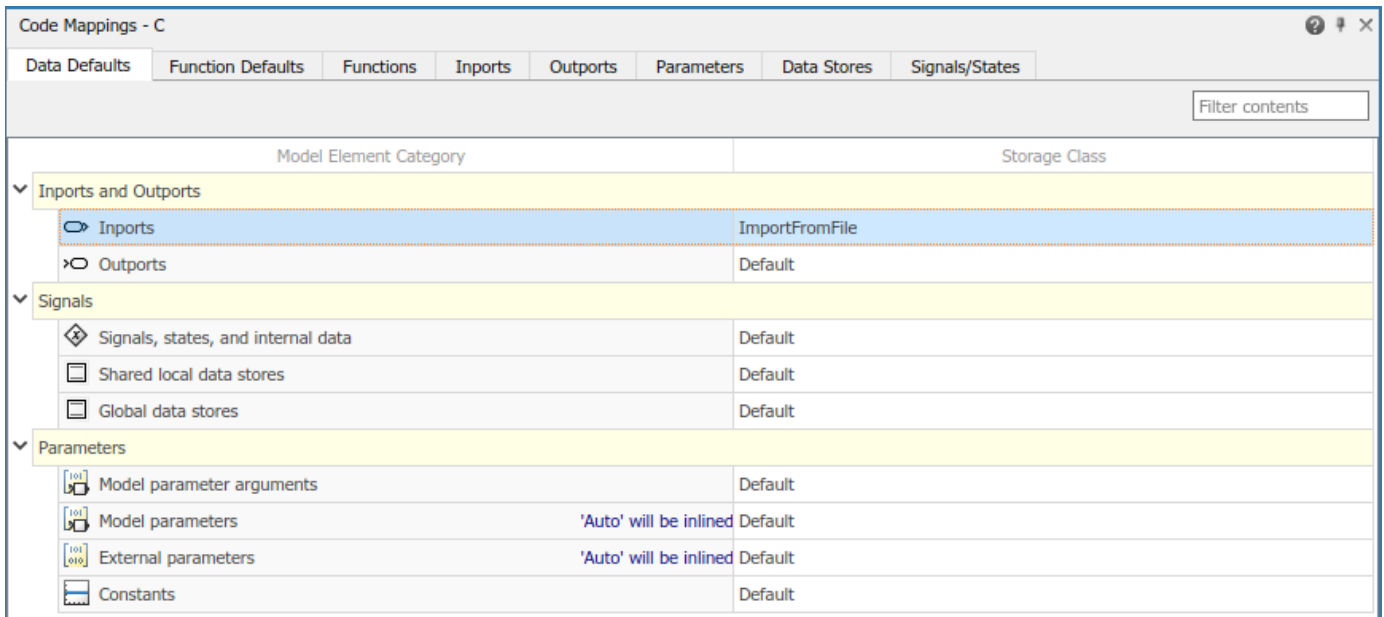 Code Mappings - C
Data Defaults Function Defaults Functions Inports Outports Parameters Data Stores Signals/States
Filter contents
Model Element Category Storage Class
Inports and Outports
Inports ImportFromFile
Outports Default
Signals
Signals, states, and internal data Default
Shared local data stores Default
Global data stores Default
Parameters
Model parameter arguments Default
Model parameters 'Auto' will be inlined Default
External parameters 'Auto' will be inlined Default
Constants Default